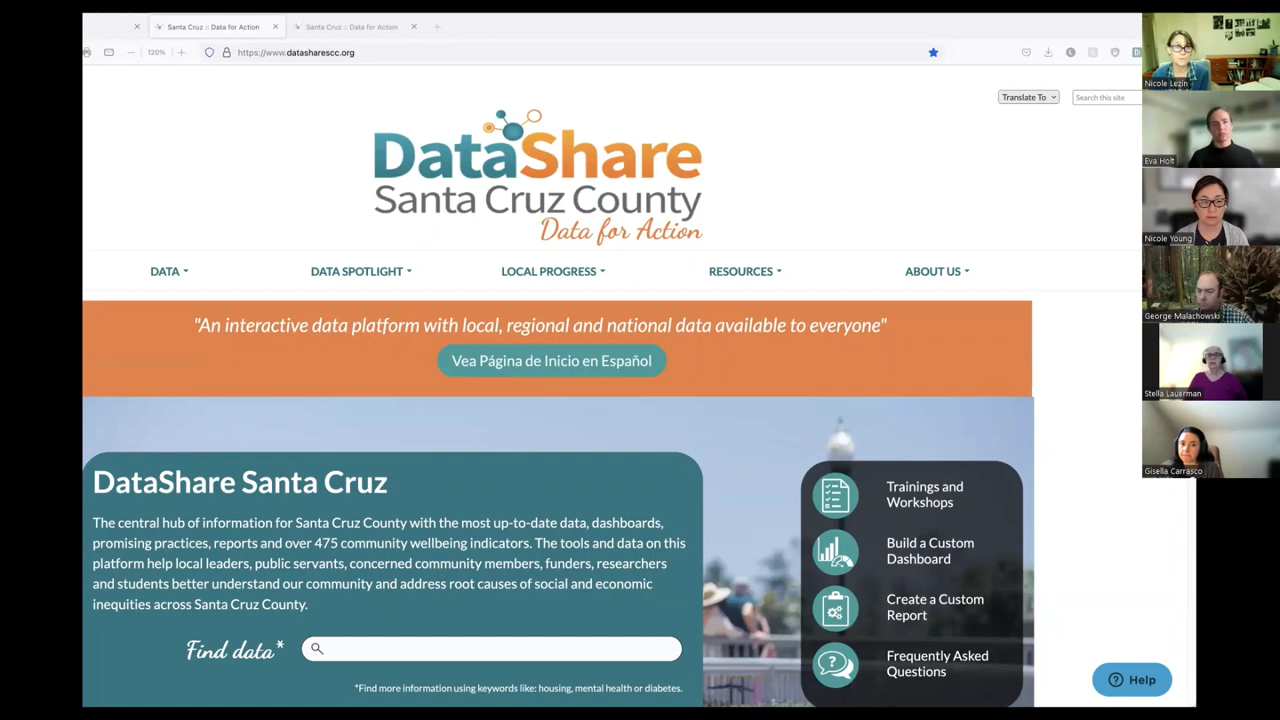 Santa Cruz :: Data for Action
Santa Cruz :: Data for Action
120%
https://www.datasharescc.org
Translate To
Search this site
DataShare
Santa Cruz County
Data for Action
DATA
DATA SPOTLIGHT
LOCAL PROGRESS
RESOURCES
ABOUT US
"An interactive data platform with local, regional and national data available to everyone"
Vea Página de Inicio en Español
DataShare Santa Cruz
The central hub of information for Santa Cruz County with the most up-to-date data, dashboards,
promising practices, reports and over 475 community wellbeing indicators. The tools and data on this
platform help local leaders, public servants, concerned community members, funders, researchers
and students better understand our community and address root causes of social and economic
inequities across Santa Cruz County.
Find data*
*Find more information using keywords like: housing, mental health or diabetes.
Trainings and
Workshops
Build a Custom
Dashboard
Create a Custom
Report
Frequently Asked
Questions
Help
Nicole Lezin
Eva Holt
Nicole Young
George Malachowski
Stella Lauerman
Gisella Carrasco